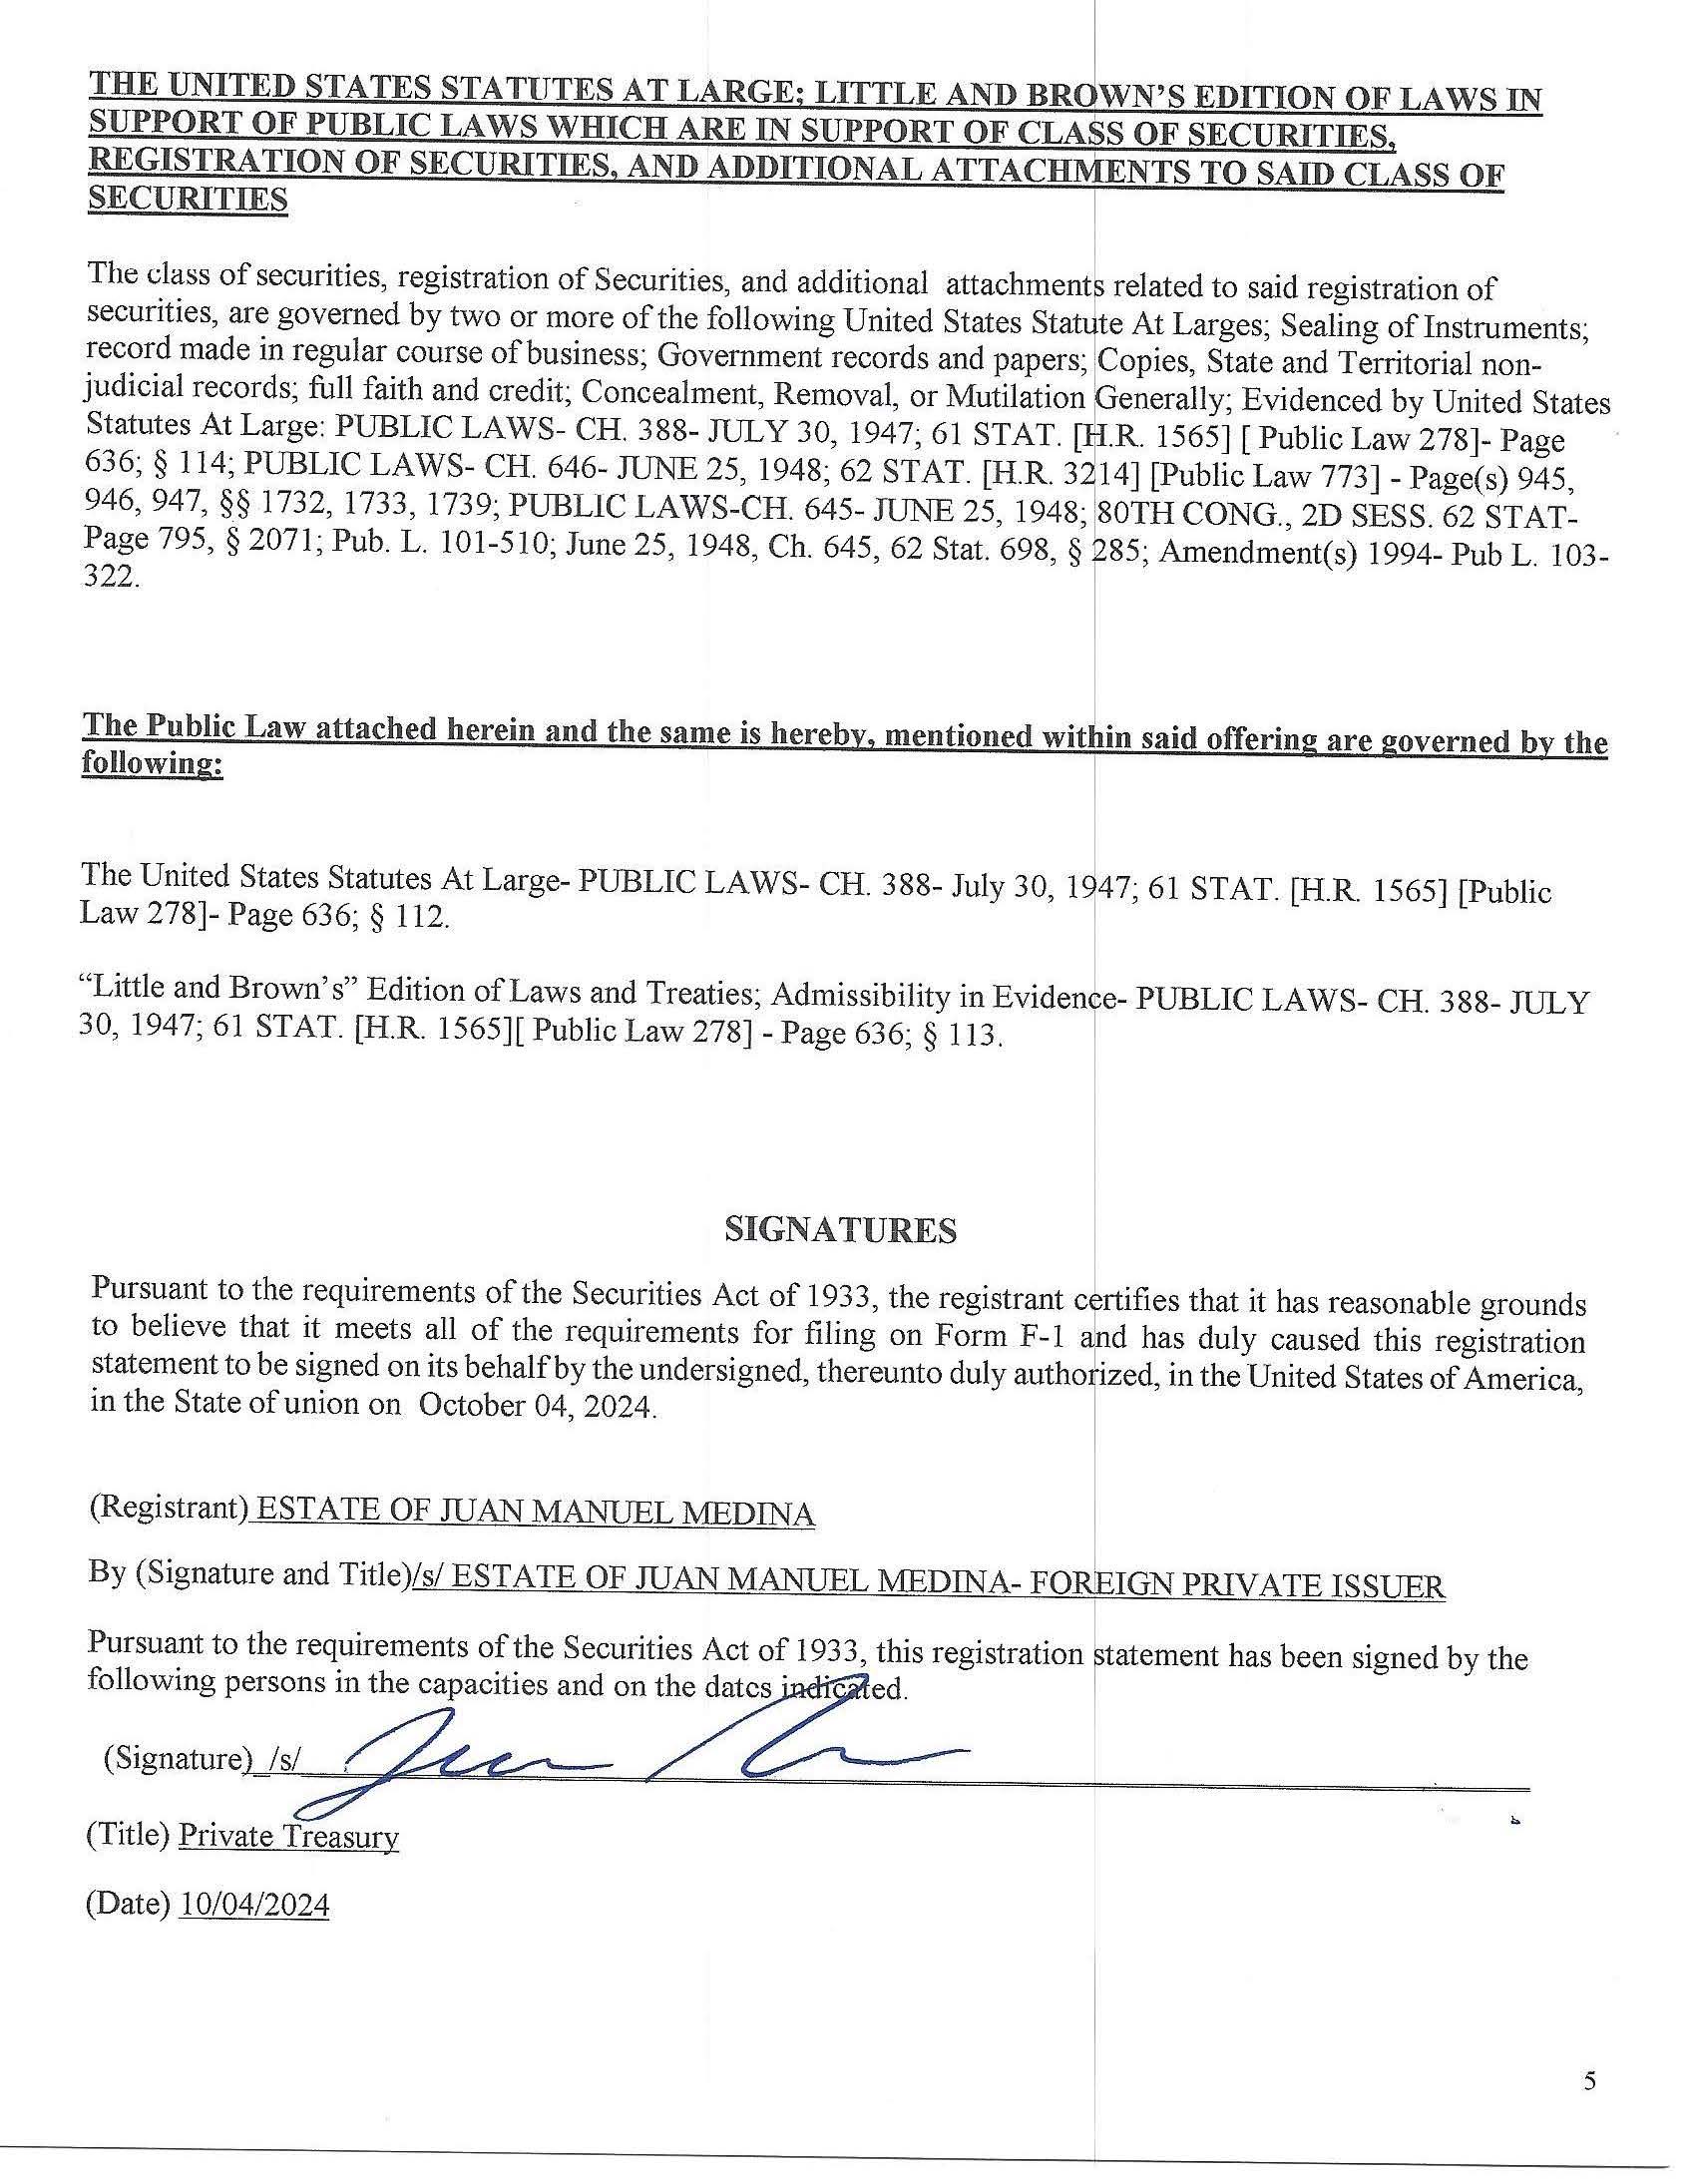 THE UNITED STATES STATUTES AT LARGE; LITTLE AND BROWN'S EDITION OF LAWS IN
SUPPORT OF PUBLIC LAWS WHICH ARE IN SUPPORT OF CLASS OF SECURITIES,
REGISTRATION OF SECURITIES, AND ADDITIONAL ATTACHMENTS TO SAID CLASS OF
SECURITIES
The class of securities, registration of Securities, and additional attachments related to said registration of
securities, are governed by two or more of the following United States Statute At Larges; Sealing of Instruments;
record made in regular course of business; Government records and papers; Copies, State and Territorial non-
judicial records; full faith and credit; Concealment, Removal, or Mutilation Generally; Evidenced by United States
Statutes At Large: PUBLIC LAWS- CH. 388- JULY 30, 1947; 61 STAT. [H.R. 1565] [ Public Law 278]- Page
636; § 114; PUBLIC LAWS- CH. 646- JUNE 25, 1948; 62 STAT. [H.R. 3214] [Public Law 773] - Page(s) 945,
946, 947, §§ 1732, 1733, 1739; PUBLIC LAWS-CH. 645- JUNE 25, 1948; 80TH CONG., 2D SESS. 62 STAT-
Page 795, § 2071; Pub. L. 101-510; June 25, 1948, Ch. 645, 62 Stat. 698, § 285; Amendment(s) 1994- Pub L. 103-
322.
The Public Law attached herein and the same is hereby, mentioned within said offering are governed by the
following:
The United States Statutes At Large- PUBLIC LAWS- CH. 388- July 30, 1947; 61 STAT. [H.R. 1565] [Public
Law 278]- Page 636; § 112.
“Little and Brown's” Edition of Laws and Treaties; Admissibility in Evidence- PUBLIC LAWS- CH. 388- JULY
30, 1947; 61 STAT. [H.R. 1565][ Public Law 278] - Page 636; § 113.
SIGNATURES
Pursuant to the requirements of the Securities Act of 1933, the registrant certifies that it has reasonable grounds
to believe that it meets all of the requirements for filing on Form F-1 and has duly caused this registration
statement to be signed on its behalf by the undersigned, thereunto duly authorized, in the United States of America,
in the State of union on October 04, 2024.
(Registrant) ESTATE OF JUAN MANUEL MEDINA
By (Signature and Title)/s/ ESTATE OF JUAN MANUEL MEDINA- FOREIGN PRIVATE ISSUER
Pursuant to the requirements of the Securities Act of 1933, this registration statement has been signed by the
following persons in the capacities and on the dates indicated.
(Signature) /s/
(Title) Private Treasury
(Date) 10/04/2024
5